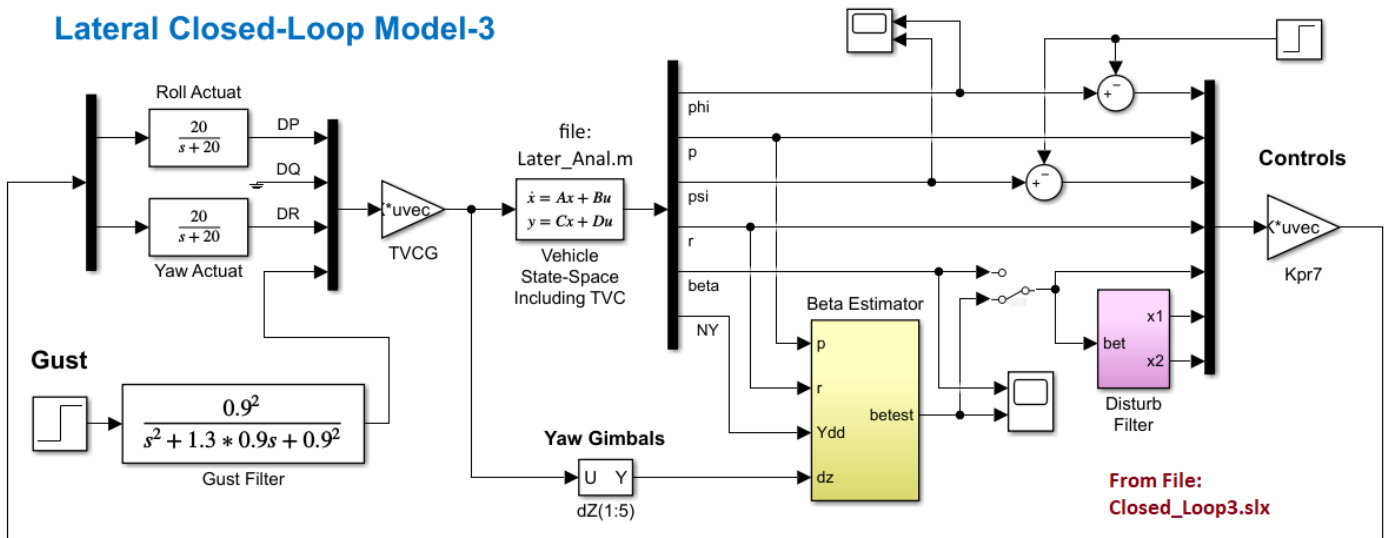 Lateral Closed-Loop Model-3
Roll Actuat
20
s + 20
DP
DQ
20
s + 20
DR
Yaw Actuat
*uvec
TVCG
file:
Later_Anal.m
ẋ = Ax + Bu
y = Cx + Du
Vehicle
State-Space
Including TVC
phi
p
psi
r
beta
NY
+ −
+ −
Controls
K*uvec
Kpr7
Beta Estimator
p
r
Ydd
dz
betest
bet
x1
x2
Disturb
Filter
Gust
0.9²
s² + 1.3 * 0.9s + 0.9²
Gust Filter
Yaw Gimbals
U Y
dZ(1:5)
From File:
Closed_Loop3.slx